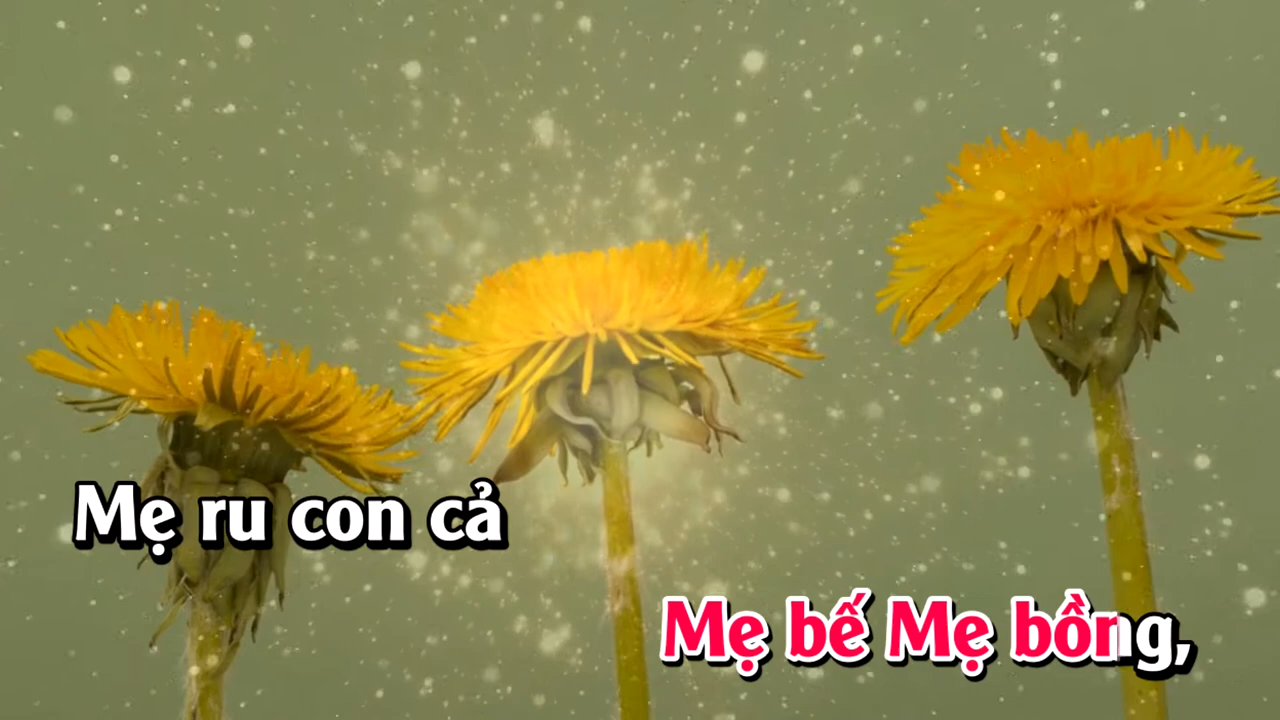 Mẹ ru con cả
Mẹ bế Mẹ bồng,